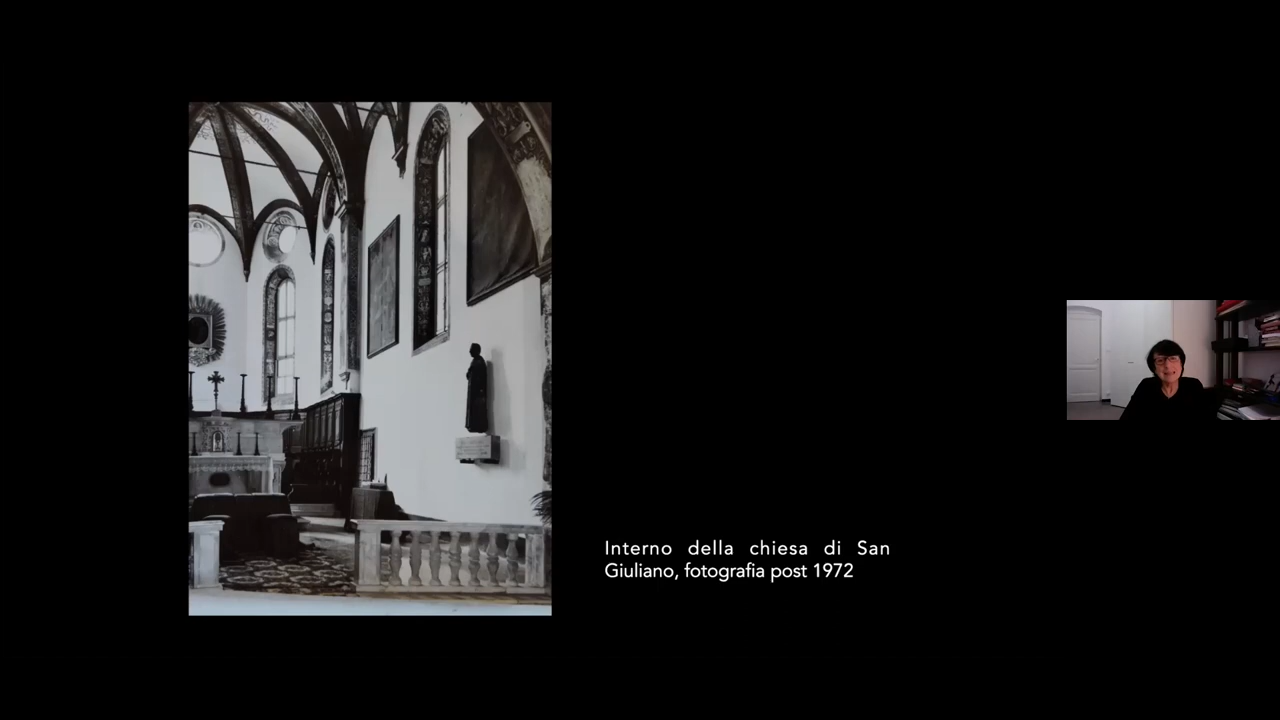 Interno della chiesa di San
Giuliano, fotografia post 1972